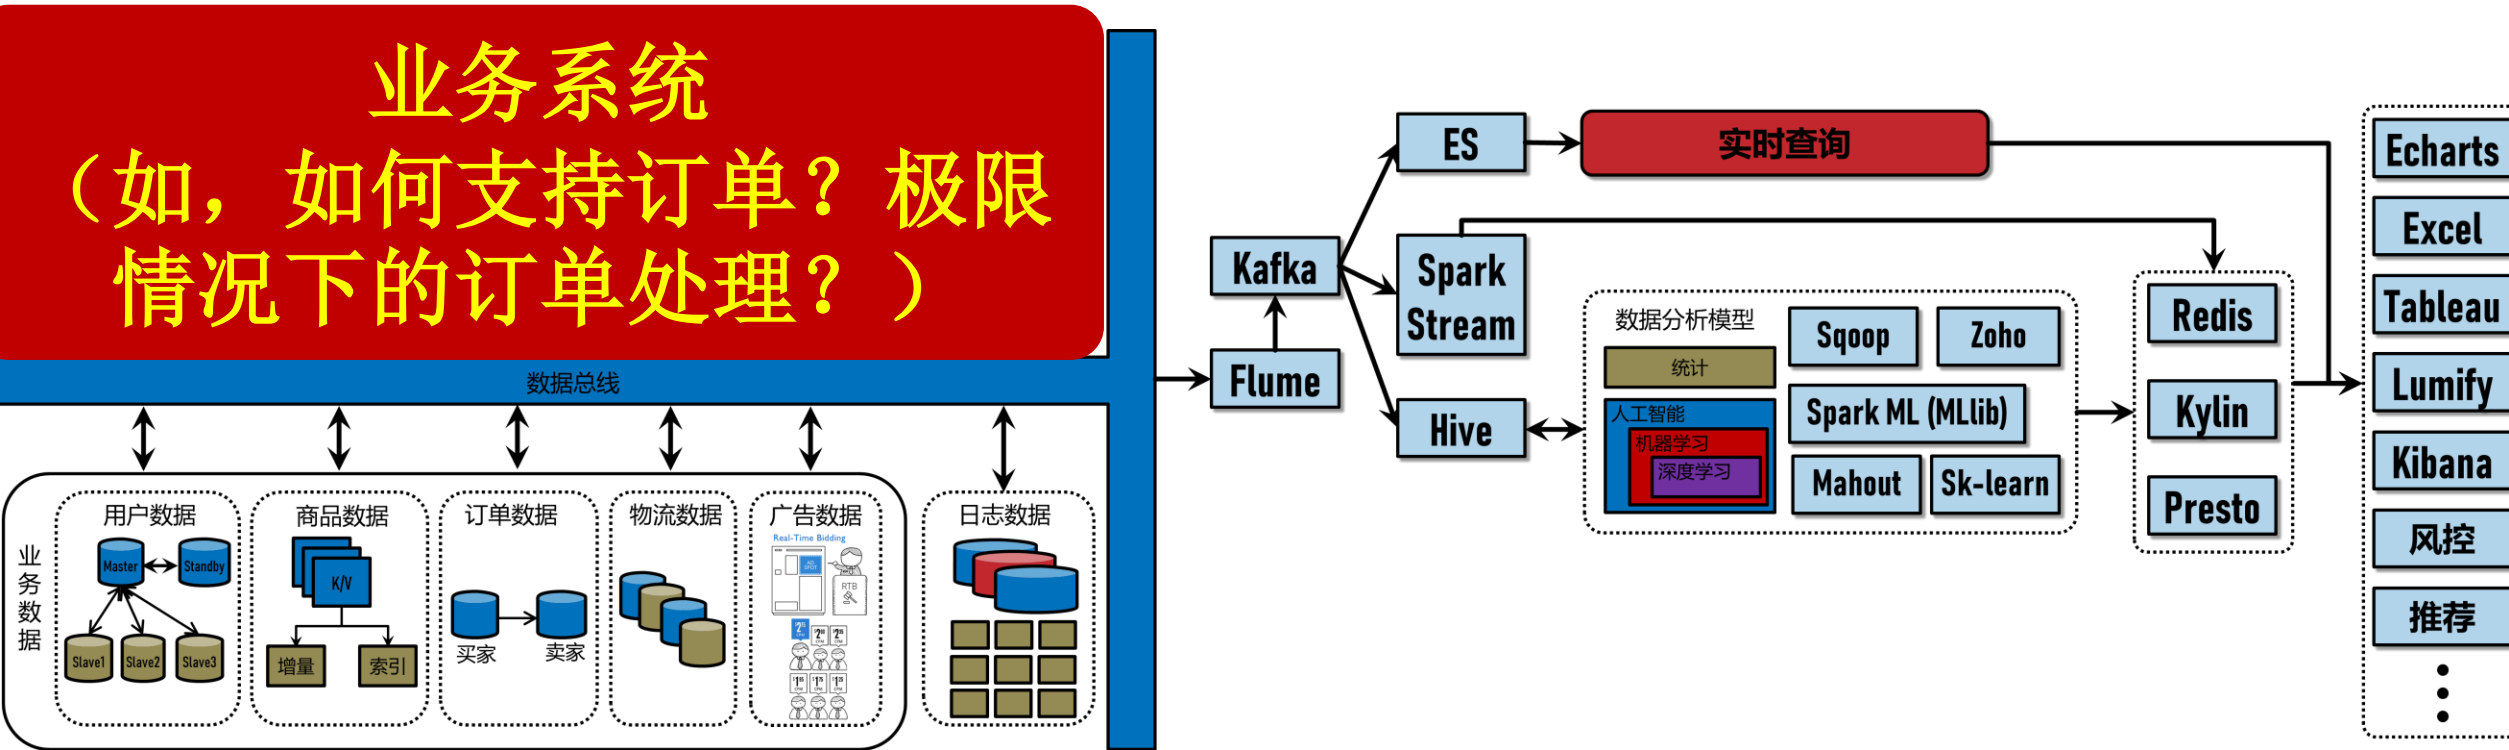 业务系统
（如，如何支持订单？极限
情况下的订单处理？）
数据总线
业务数据
用户数据
Master
Standby
Slave1
Slave2
Slave3
商品数据
K/V
增量
索引
订单数据
买家
卖家
物流数据
广告数据
Real-Time Bidding
AD
SPOT
RTB
日志数据
Flume
Kafka
ES
Spark
Stream
Hive
实时查询
数据分析模型
统计
人工智能
机器学习
深度学习
Sqoop
Zoho
Spark ML (MLlib)
Mahout
Sk-learn
Redis
Kylin
Presto
Echarts
Excel
Tableau
Lumify
Kibana
风控
推荐